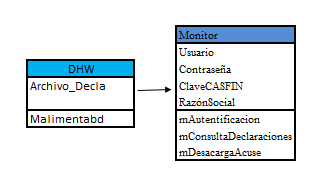 DHW
Archivo_Decla
Malimentabd
Monitor
Usuario
Contraseña
ClaveCASFIN
RazónSocial
mAutentificacion
mConsultaDeclaraciones
mDesacargaAcuse